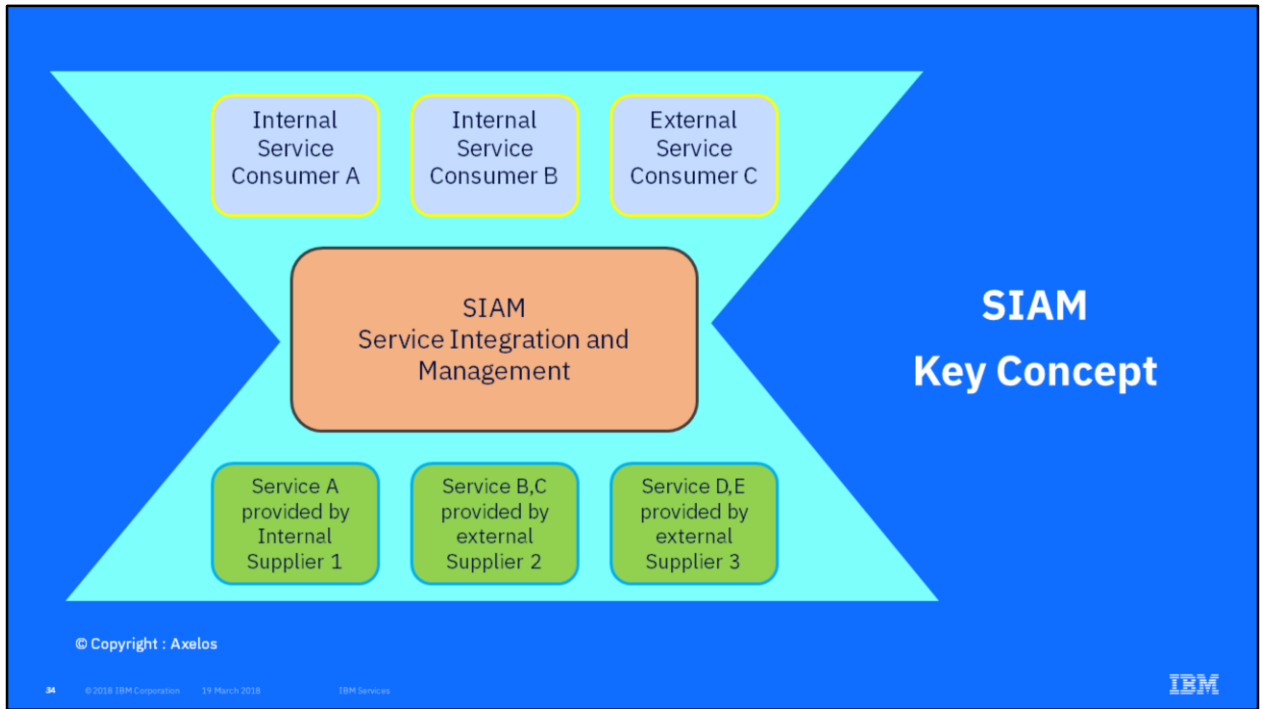 Internal
Service
Consumer A
Internal
Service
Consumer B
External
Service
Consumer C
SIAM
Service Integration and
Management
SIAM
Key Concept
Service A
provided by
Internal
Supplier 1
Service B,C
provided by
external
Supplier 2
Service D,E
provided by
external
Supplier 3
© Copyright : Axelos
34 © 2018 IBM Corporation 19 March 2018 IBM Services
IBM